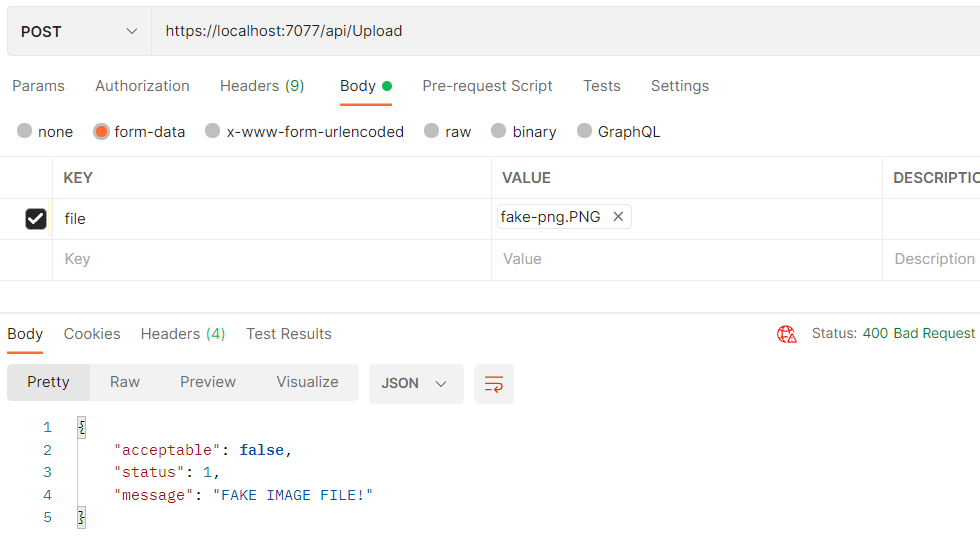 POST https://localhost:7077/api/Upload
Params Authorization Headers (9) Body Pre-request Script Tests Settings
none form-data x-www-form-urlencoded raw binary GraphQL
KEY VALUE DESCRIPTIO
file fake-png.PNG
Key Value Description
Body Cookies Headers (4) Test Results Status: 400 Bad Request
Pretty Raw Preview Visualize JSON
1 {
2 "acceptable": false,
3 "status": 1,
4 "message": "FAKE IMAGE FILE!"
5 }